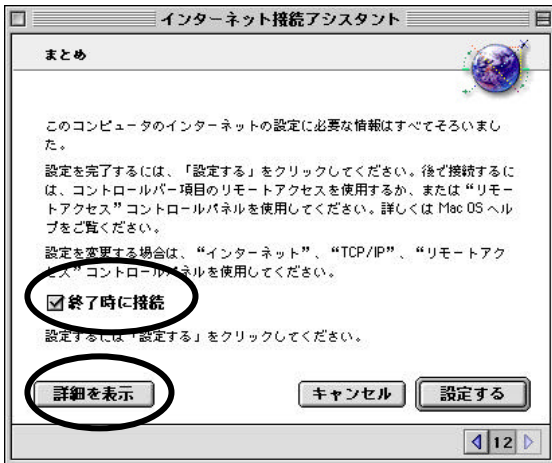 インターネット接続アシスタント
まとめ
このコンピュータのインターネットの設定に必要な情報はすべてそろいまし
た。
設定を完了するには、「設定する」をクリックしてください。後で接続するに
は、コントロールバー項目のリモートアクセスを使用するか、または“リモー
トアクセス”コントロールパネルを使用してください。詳しくは Mac OS ヘル
プをご覧ください。
設定を変更する場合は、“インターネット”、“TCP/IP”、“リモートアク
セス”コントロールパネルを使用してください。
終了時に接続
設定するには「設定する」をクリックしてください。
詳細を表示 キャンセル 設定する
12